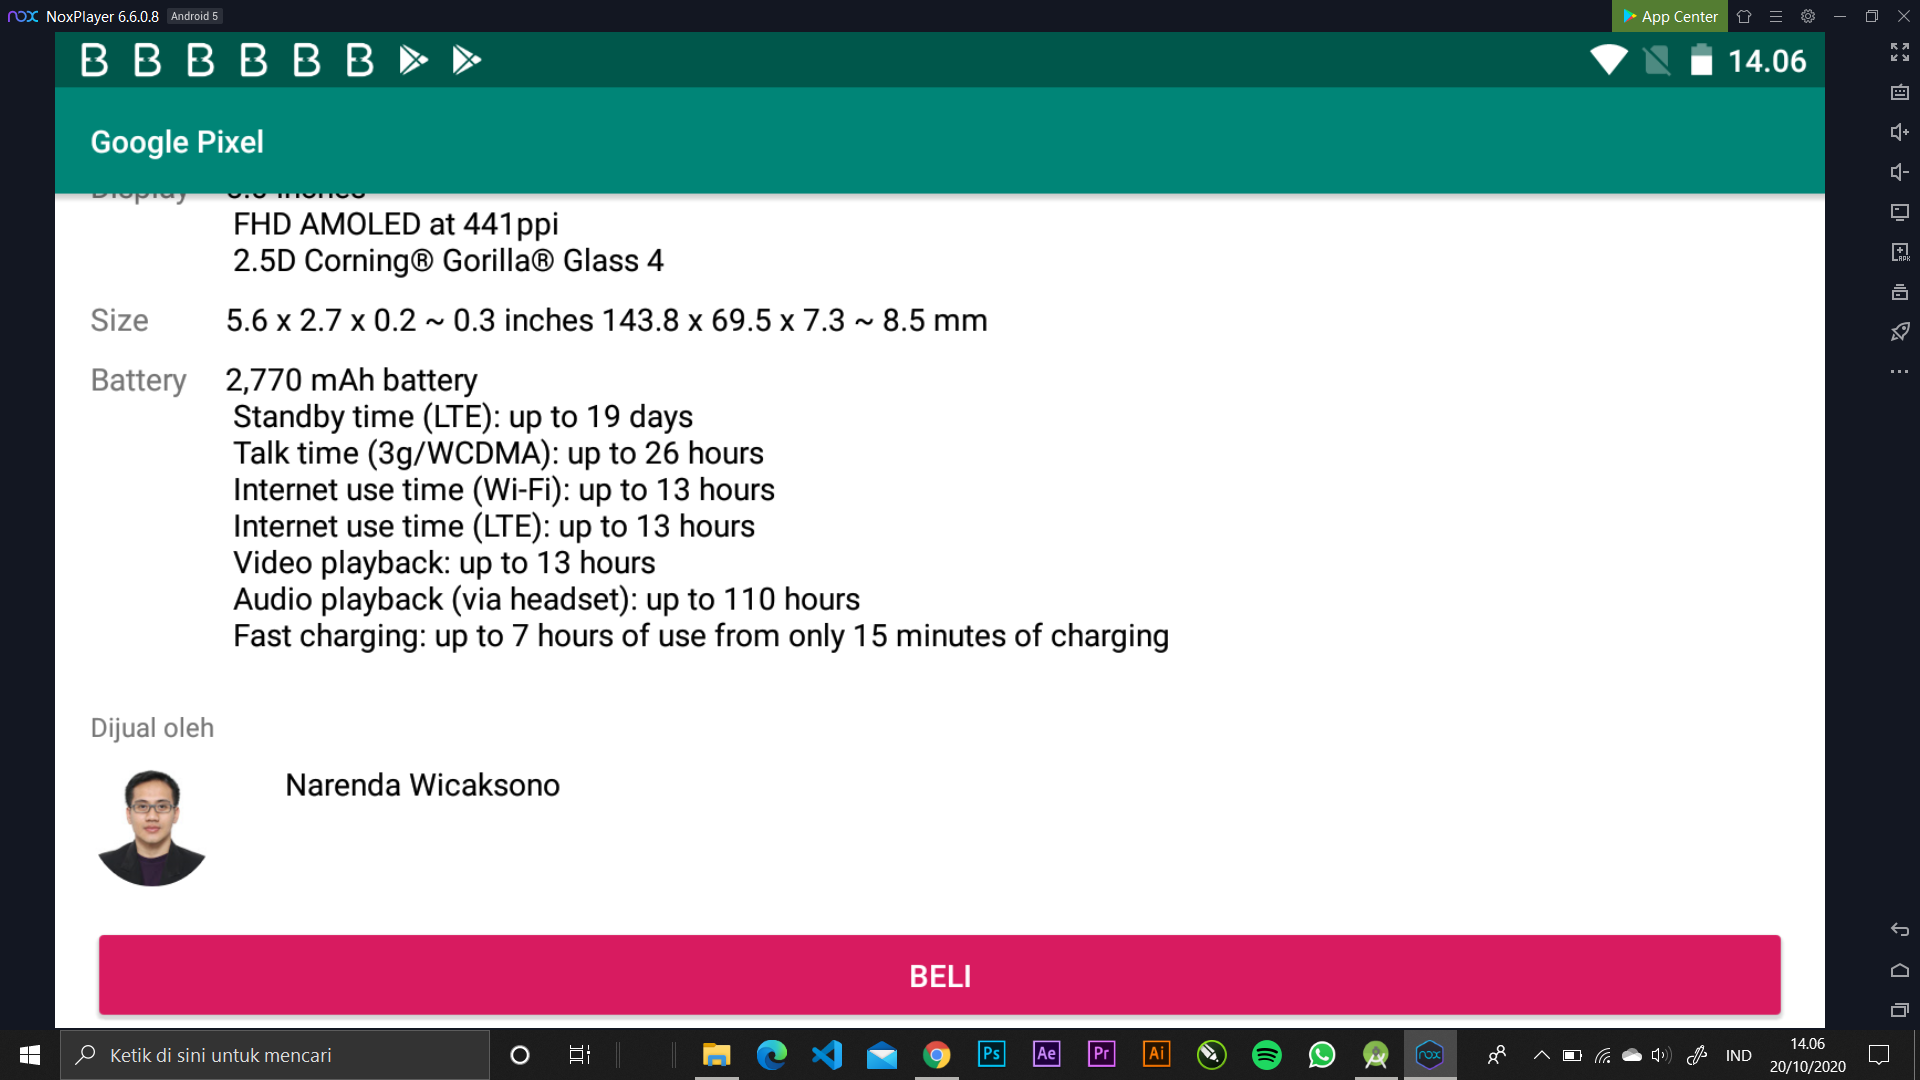 nox NoxPlayer 6.6.0.8 Android 5
App Center
14.06
Google Pixel
Display
FHD AMOLED at 441ppi
2.5D Corning® Gorilla® Glass 4
Size 5.6 x 2.7 x 0.2 ~ 0.3 inches 143.8 x 69.5 x 7.3 ~ 8.5 mm
Battery 2,770 mAh battery
Standby time (LTE): up to 19 days
Talk time (3g/WCDMA): up to 26 hours
Internet use time (Wi-Fi): up to 13 hours
Internet use time (LTE): up to 13 hours
Video playback: up to 13 hours
Audio playback (via headset): up to 110 hours
Fast charging: up to 7 hours of use from only 15 minutes of charging
Dijual oleh
Narenda Wicaksono
BELI
Ketik di sini untuk mencari
Ps Ae Pr Ai nox
IND
14.06
20/10/2020